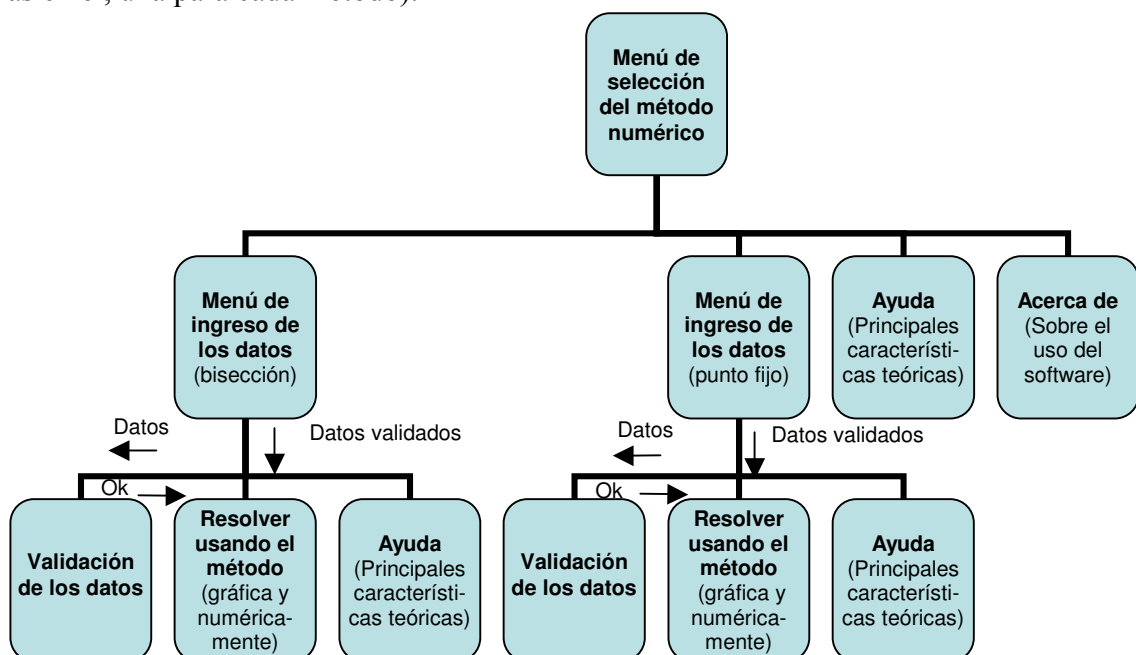 una para cada
Menú de
selección
del método
numérico
Menú de
ingreso de
los datos
(bisección)
Menú de
ingreso de
los datos
(punto fijo)
Ayuda
(Principales
característi-
cas teóricas)
Acerca de
(Sobre el
uso del
software)
Datos
Datos validados
Datos
Datos validados
Ok
Ok
Validación
de los datos
Resolver
usando el
método
(gráfica y
numérica-
mente)
Ayuda
(Principales
característi-
cas teóricas)
Validación
de los datos
Resolver
usando el
método
(gráfica y
numérica-
mente)
Ayuda
(Principales
característi-
cas teóricas)